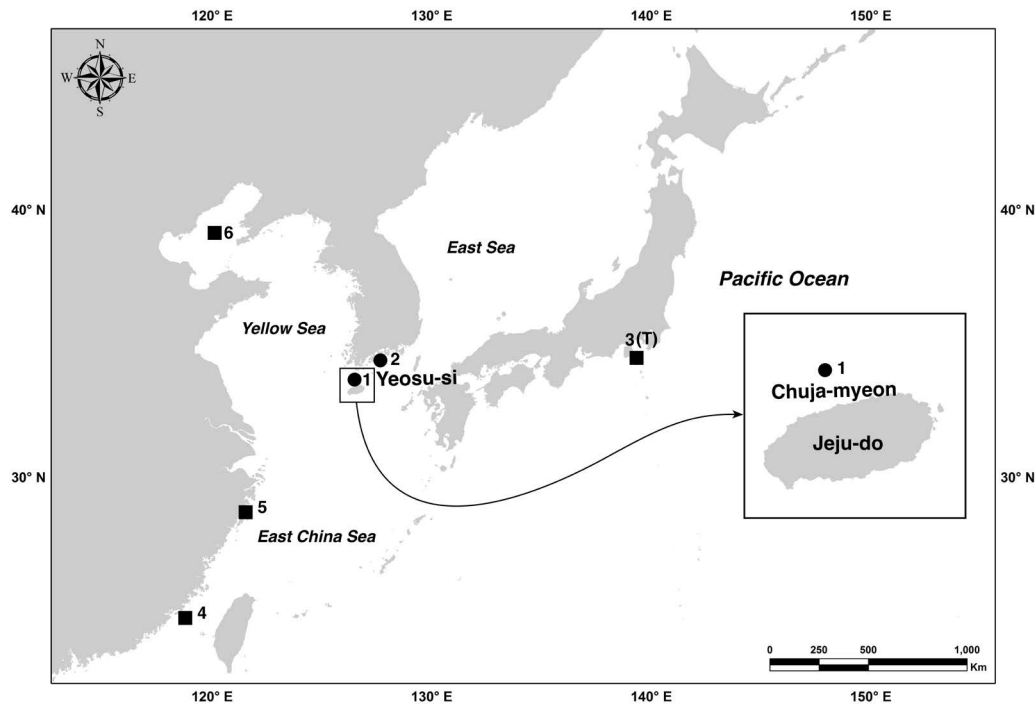 120° E 130° E 140° E 150° E
N
W E
S
40° N 40° N
6
East Sea
Pacific Ocean
Yellow Sea
3(T)
2
1 Yeosu-si
1
Chuja-myeon
Jeju-do
30° N 30° N
5
East China Sea
4
0 250 500 1,000
Km
120° E 130° E 140° E 150° E